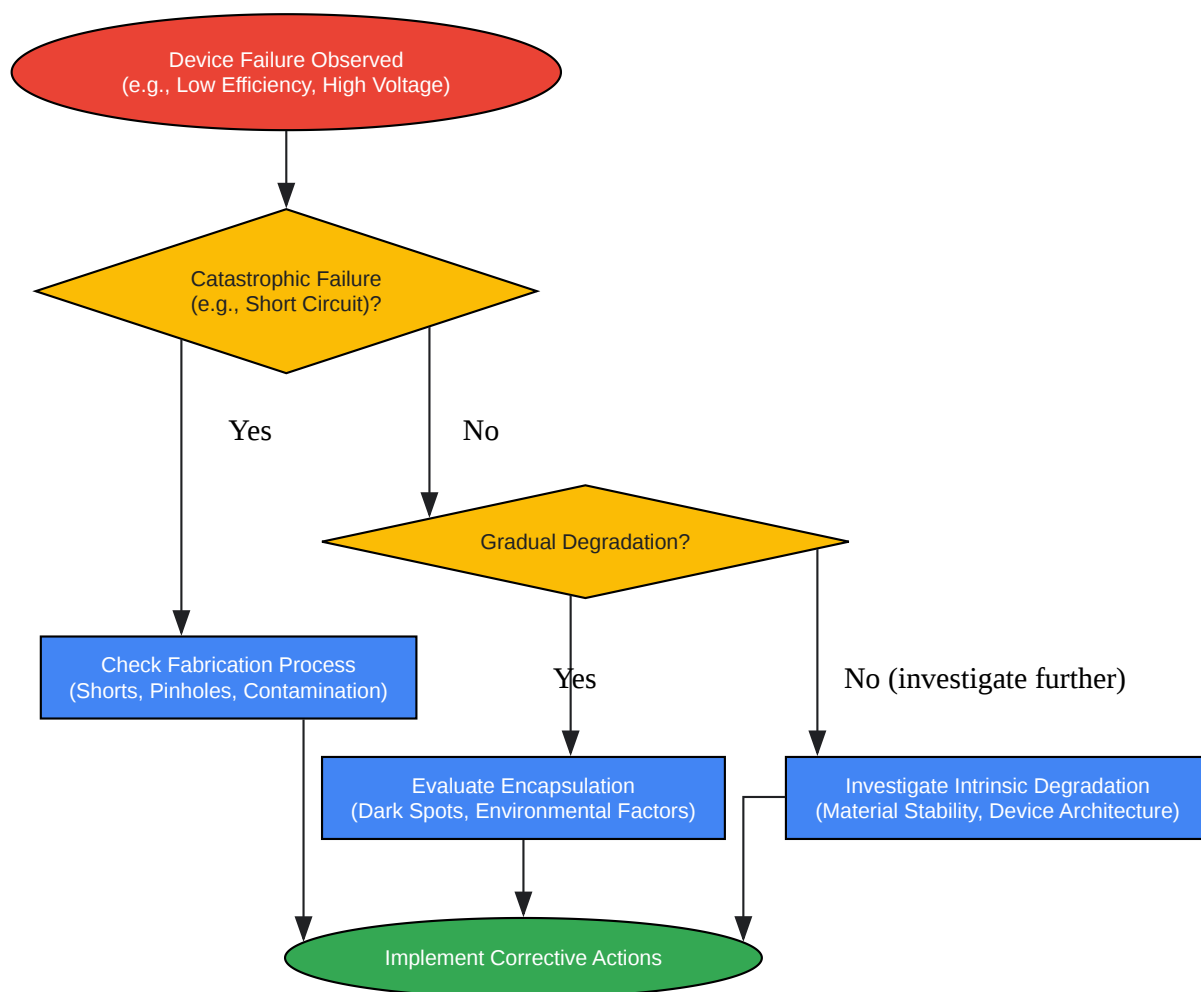 Device Failure Observed
(e.g., Low Efficiency, High Voltage)
Catastrophic Failure
(e.g., Short Circuit)?
Yes
No
Gradual Degradation?
Check Fabrication Process
(Shorts, Pinholes, Contamination)
Yes
No (investigate further)
Evaluate Encapsulation
(Dark Spots, Environmental Factors)
Investigate Intrinsic Degradation
(Material Stability, Device Architecture)
Implement Corrective Actions